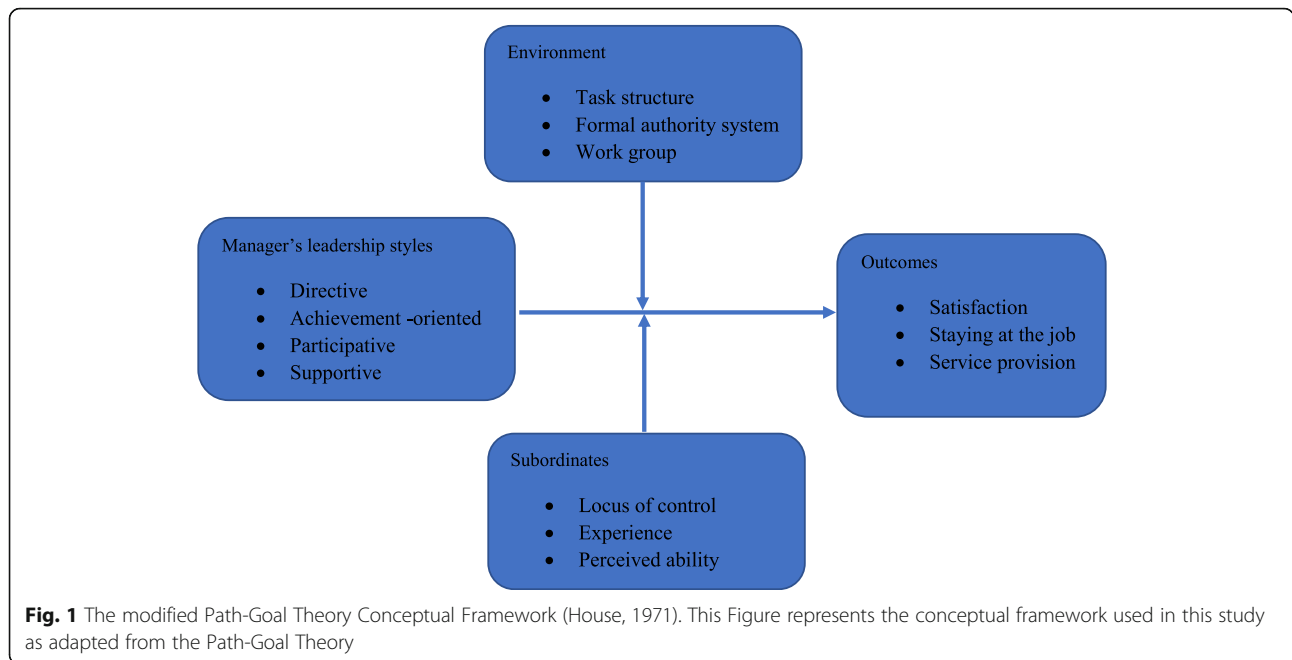 Environment
• Task structure
• Formal authority system
• Work group
Manager's leadership styles
• Directive
• Achievement -oriented
• Participative
• Supportive
Outcomes
• Satisfaction
• Staying at the job
• Service provision
Subordinates
• Locus of control
• Experience
• Perceived ability
Fig. 1 The modified Path-Goal Theory Conceptual Framework (House, 1971). This Figure represents the conceptual framework used in this study
as adapted from the Path-Goal Theory